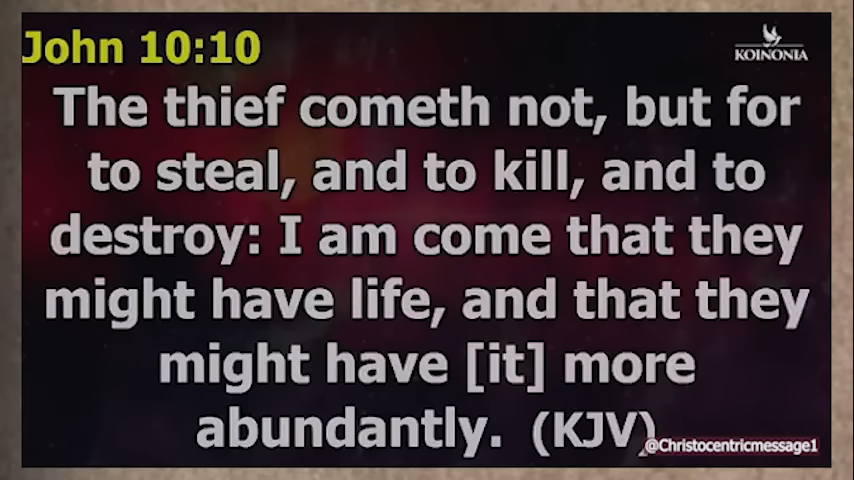 John 10:10
KOINONIA
The thief cometh not, but for
to steal, and to kill, and to
destroy: I am come that they
might have life, and that they
might have [it] more
abundantly. (KJV)
@Christocentricmessage1